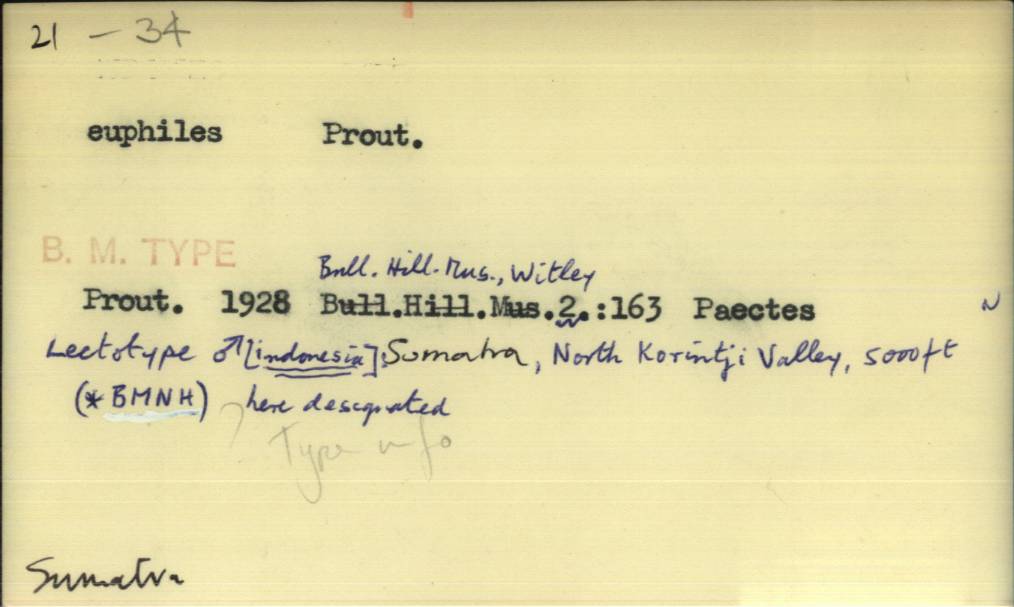 21 – 34
euphiles Prout.
B. M. TYPE
Bull. Hill. Mus., Witley
Prout. 1928 Bull.Hill.Mus.2.:163 Paectes
Lectotype ♂ [indonesia]: Sumatra, North Korintji Valley, 5000ft
(* BMNH) here designated
? Type info
Sumatra